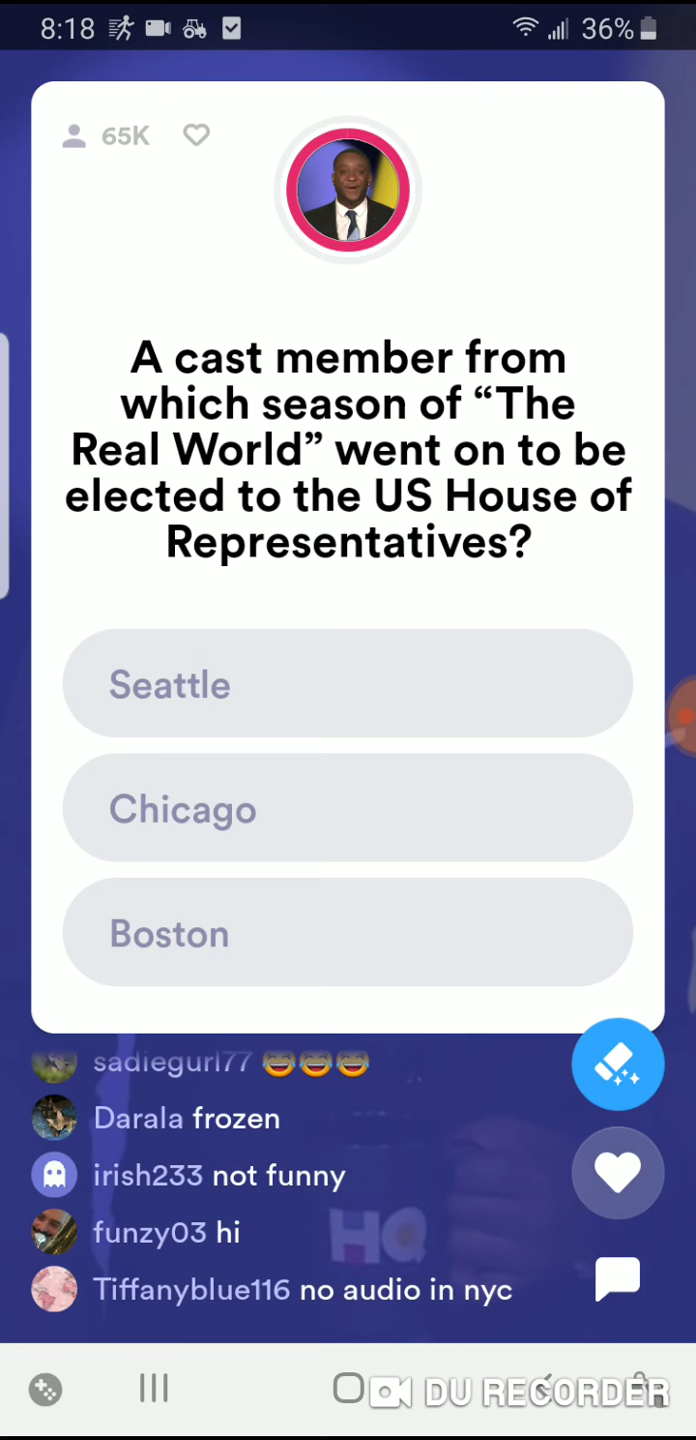 8:18 36%
65K
A cast member from
which season of “The
Real World” went on to be
elected to the US House of
Representatives?
Seattle
Chicago
Boston
sadiegurl77 😂😂😂
Darala frozen
irish233 not funny
funzy03 hi
HQ
Tiffanyblue116 no audio in nyc
DU RECORDER